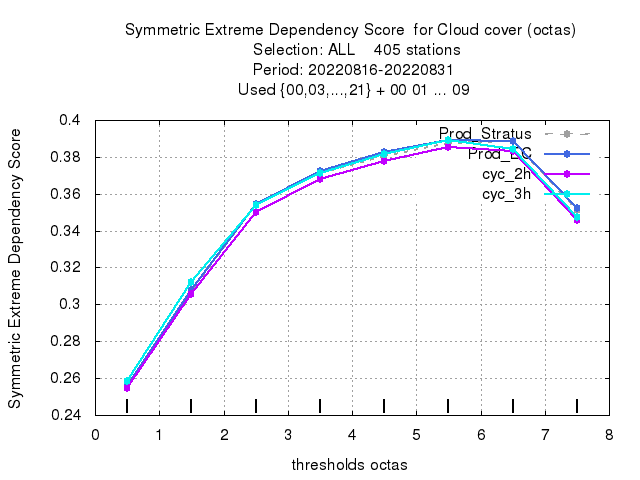 Symmetric Extreme Dependency Score for Cloud cover (octas)
Selection: ALL 405 stations
Period: 20220816-20220831
Used {00,03,...,21} + 00 01 ... 09
Symmetric Extreme Dependency Score
0.4
0.38
0.36
0.34
0.32
0.3
0.28
0.26
0.24
Prod_Stratus
Prod_EC
cyc_2h
cyc_3h
0 1 2 3 4 5 6 7 8
thresholds octas